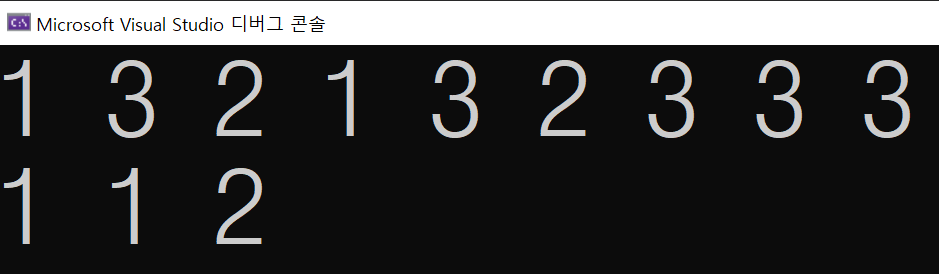 Microsoft Visual Studio 디버그 콘솔
1 3 2 1 3 2 3 3 3
1 1 2